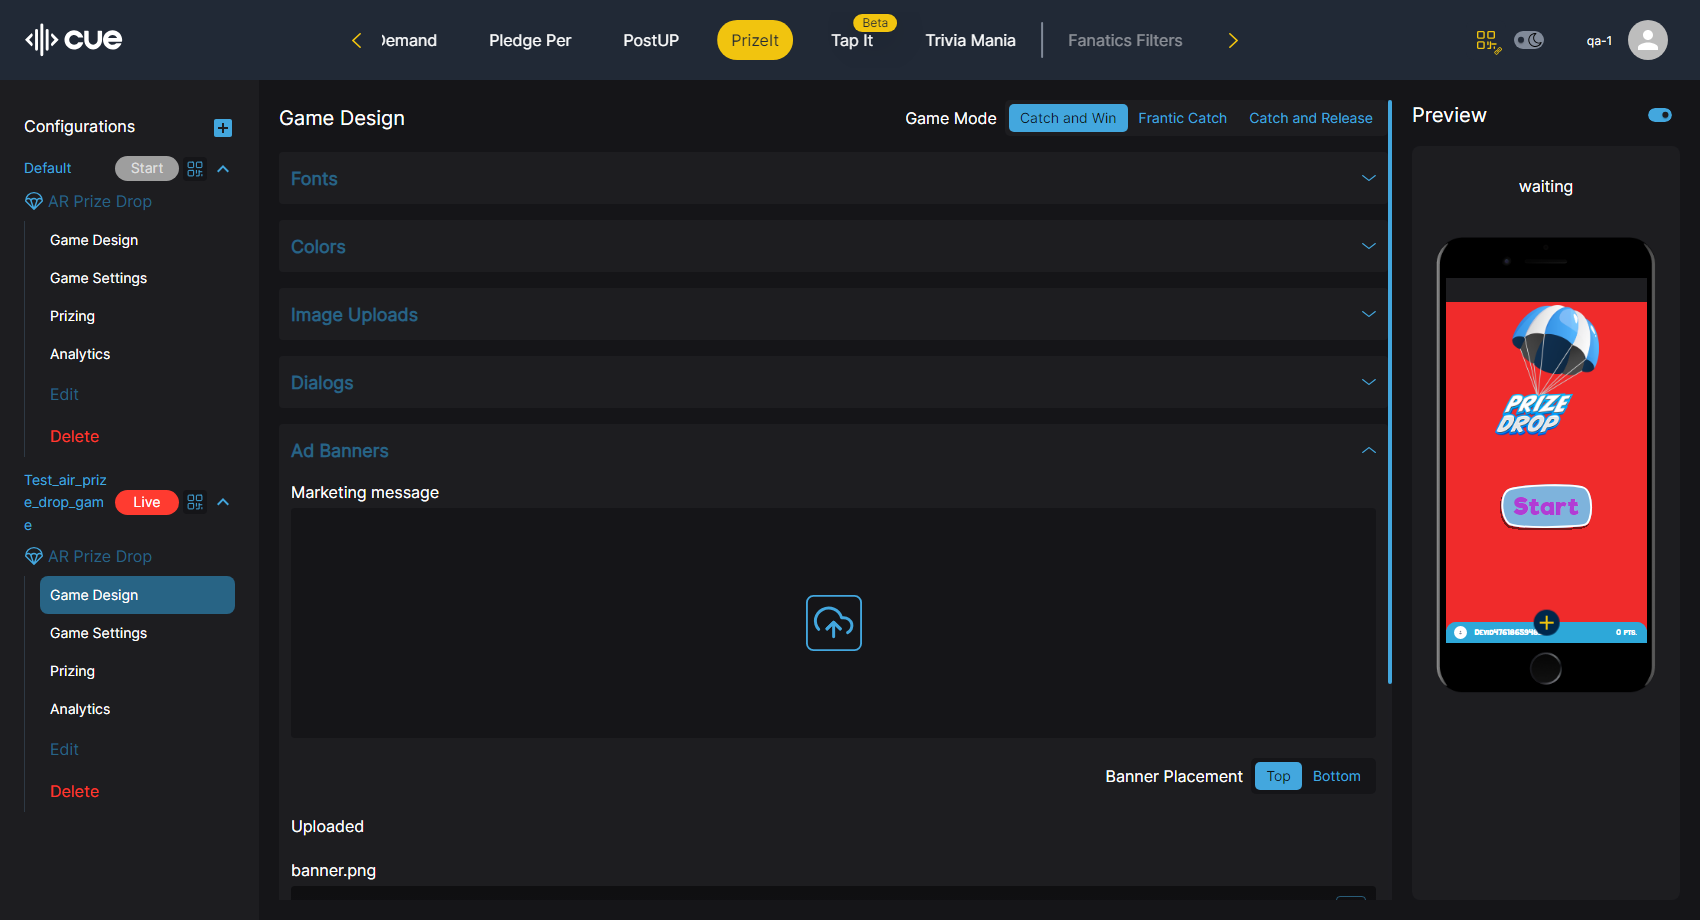 cue
Demand
Pledge Per
PostUP
PrizeIt
Beta
Tap It
Trivia Mania
Fanatics Filters
qa-1
Configurations
Default
Start
AR Prize Drop
Game Design
Game Settings
Prizing
Analytics
Edit
Delete
Test_air_priz
e_drop_gam
e
Live
AR Prize Drop
Game Design
Game Settings
Prizing
Analytics
Edit
Delete
Game Design
Game Mode
Catch and Win
Frantic Catch
Catch and Release
Fonts
Colors
Image Uploads
Dialogs
Ad Banners
Marketing message
Banner Placement
Top
Bottom
Uploaded
banner.png
Preview
waiting
PRIZE
DROP
Start
0 PTS.